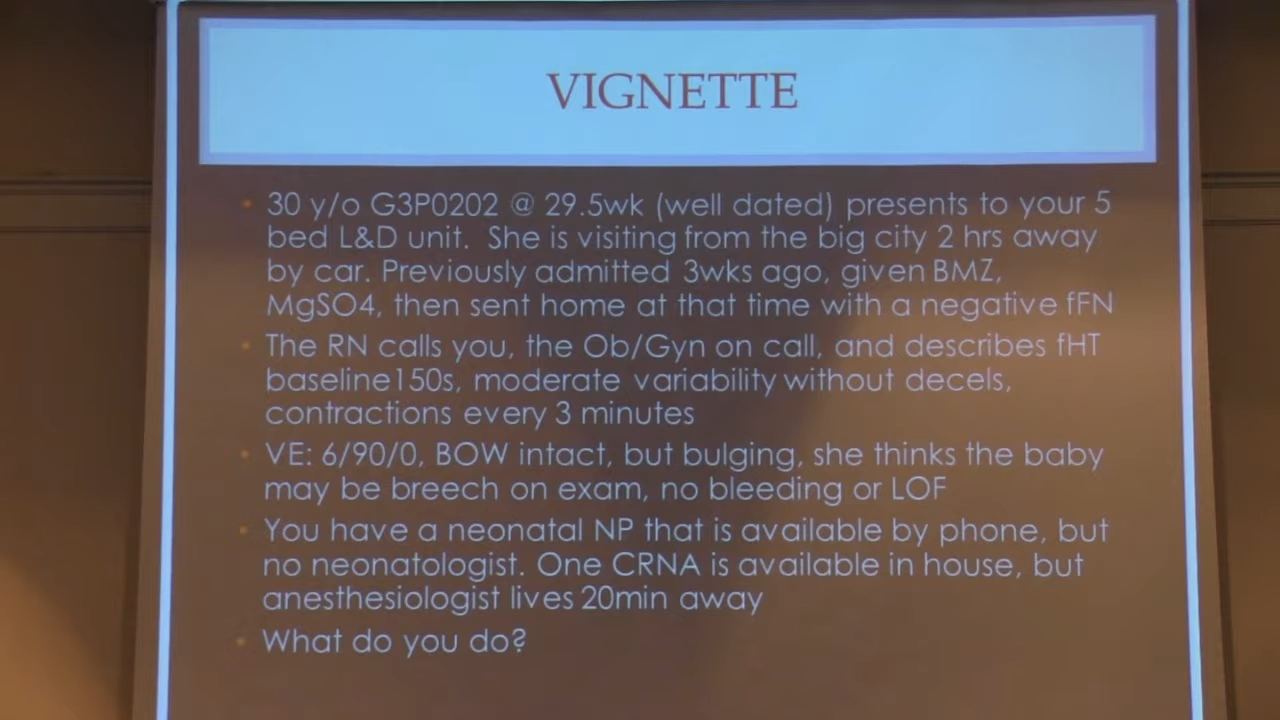 VIGNETTE
• 30 y/o G3P0202 @ 29.5wk (well dated) presents to your 5
bed L&D unit. She is visiting from the big city 2 hrs away
by car. Previously admitted 3wks ago, given BMZ,
MgSO4, then sent home at that time with a negative fFN
• The RN calls you, the Ob/Gyn on call, and describes fHT
baseline150s, moderate variability without decels,
contractions every 3 minutes
• VE: 6/90/0, BOW intact, but bulging, she thinks the baby
may be breech on exam, no bleeding or LOF
• You have a neonatal NP that is available by phone, but
no neonatologist. One CRNA is available in house, but
anesthesiologist lives 20min away
• What do you do?